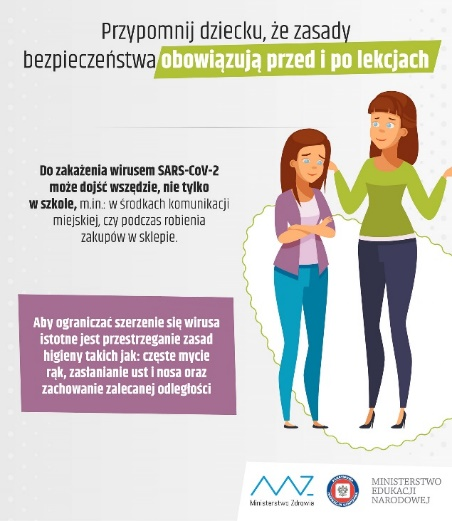 Przypomnij dziecku, że zasady
bezpieczeństwa obowiązują przed i po lekcjach
Do zakażenia wirusem SARS-CoV-2
może dojść wszędzie, nie tylko
w szkole, m.in.: w środkach komunikacji
miejskiej, czy podczas robienia
zakupów w sklepie.
Aby ograniczać szerzenie się wirusa
istotne jest przestrzeganie zasad
higieny takich jak: częste mycie
rąk, zasłanianie ust i nosa oraz
zachowanie zalecanej odległości
Ministerstwo Zdrowia
MINISTERSTWO
EDUKACJI
NARODOWEJ